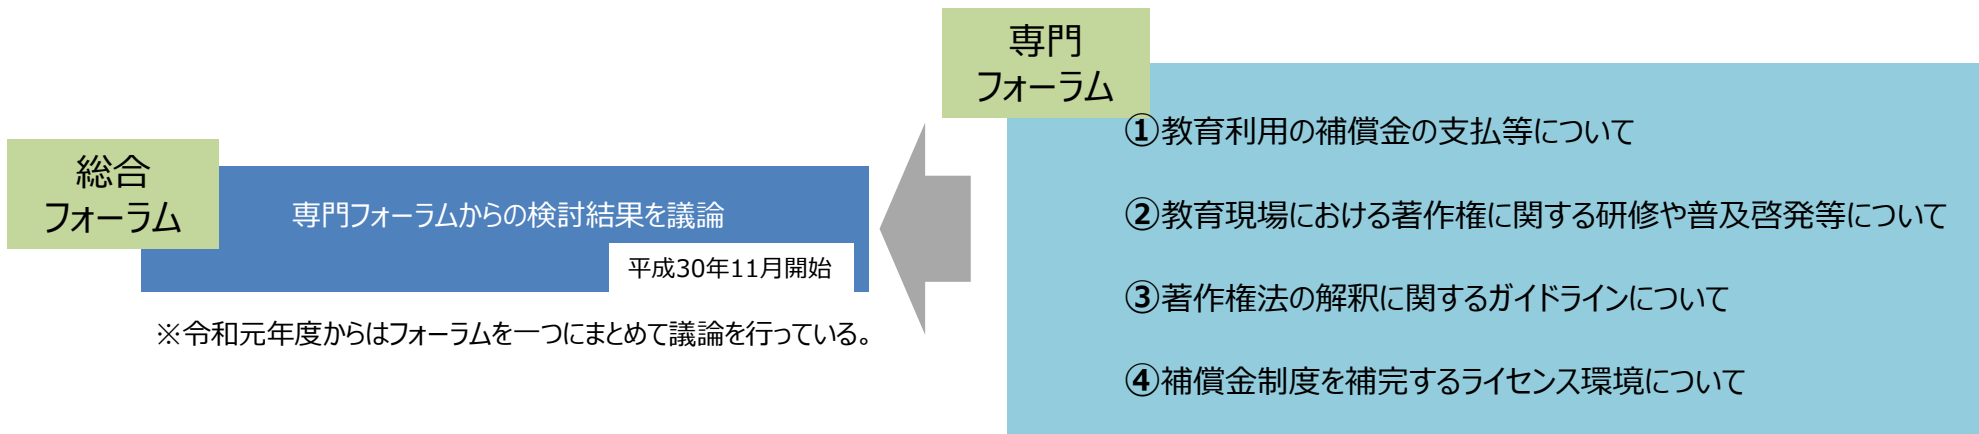 総合
フォーラム
専門フォーラムからの検討結果を議論
平成30年11月開始
※令和元年度からはフォーラムを一つにまとめて議論を行っている。
専門
フォーラム
①教育利用の補償金の支払等について
②教育現場における著作権に関する研修や普及啓発等について
③著作権法の解釈に関するガイドラインについて
④補償金制度を補完するライセンス環境について